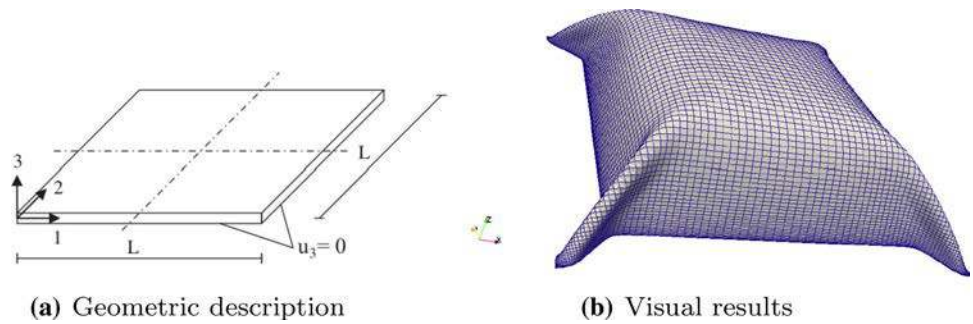 3
2
1
L
L
u₃= 0
z
x
(a) Geometric description
(b) Visual results